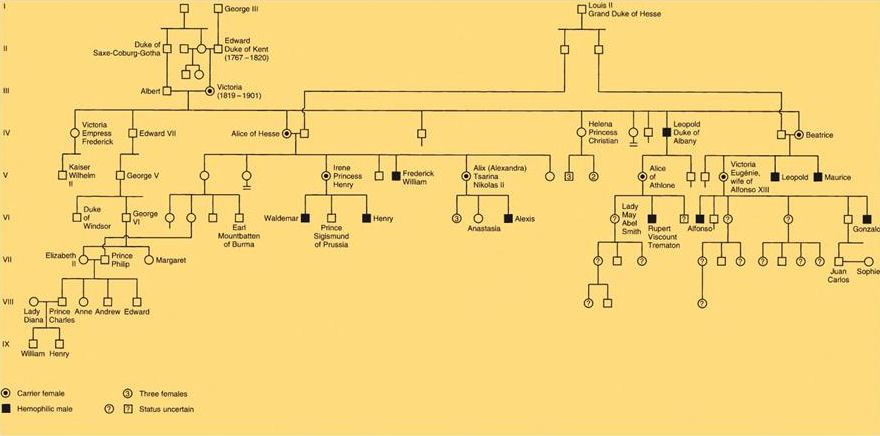 I
George III
Louis II
Grand Duke of Hesse
II
Duke of
Saxe-Coburg-Gotha
Edward
Duke of Kent
(1767–1820)
III
Albert
Victoria
(1819–1901)
IV
Victoria
Empress
Frederick
Edward VII
Alice of Hesse
Helena
Princess
Christian
Leopold
Duke of
Albany
Beatrice
V
Kaiser
Wilhelm
II
George V
Irene
Princess
Henry
Frederick
William
Alix (Alexandra)
Tsarina
Nikolas II
3
2
Alice
of
Athlone
Victoria
Eugénie,
wife of
Alfonso XIII
Leopold
Maurice
VI
Duke
of
Windsor
George
VI
Earl
Mountbatten
of Burma
Waldemar
Prince
Sigismund
of Prussia
Henry
3
Anastasia
Alexis
?
Lady
May
Abel
Smith
Rupert
Viscount
Trematon
?
Alfonso
?
?
Gonzalo
VII
Elizabeth
II
Prince
Philip
Margaret
?
?
?
?
?
?
?
?
Juan
Carlos
Sophie
VIII
Lady
Diana
Prince
Charles
Anne
Andrew
Edward
?
?
IX
William
Henry
Carrier female
3
Three females
Hemophilic male
?
?
Status uncertain